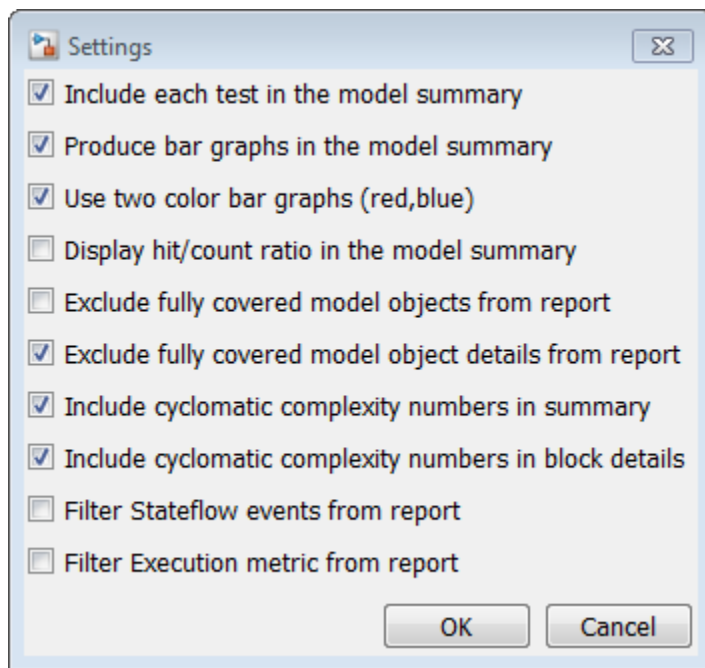 Settings
Include each test in the model summary
Produce bar graphs in the model summary
Use two color bar graphs (red,blue)
Display hit/count ratio in the model summary
Exclude fully covered model objects from report
Exclude fully covered model object details from report
Include cyclomatic complexity numbers in summary
Include cyclomatic complexity numbers in block details
Filter Stateflow events from report
Filter Execution metric from report
OK Cancel